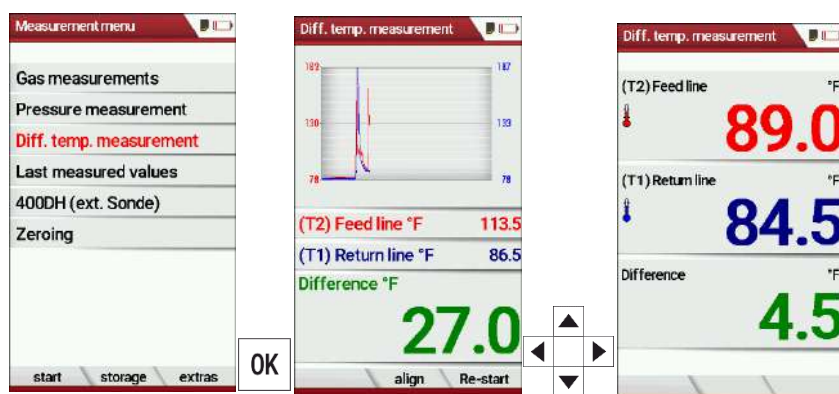 Measurement menu
Gas measurements
Pressure measurement
Diff. temp. measurement
Last measured values
400DH (ext. Sonde)
Zeroing
start storage extras
OK
Diff. temp. measurement
187
130 133
78 78
(T2) Feed line °F 113.5
(T1) Return line °F 86.5
Difference °F
27.0
align Re-start
Diff. temp. measurement
(T2) Feed line °F
89.0
(T1) Return line °F
84.5
Difference °F
4.5